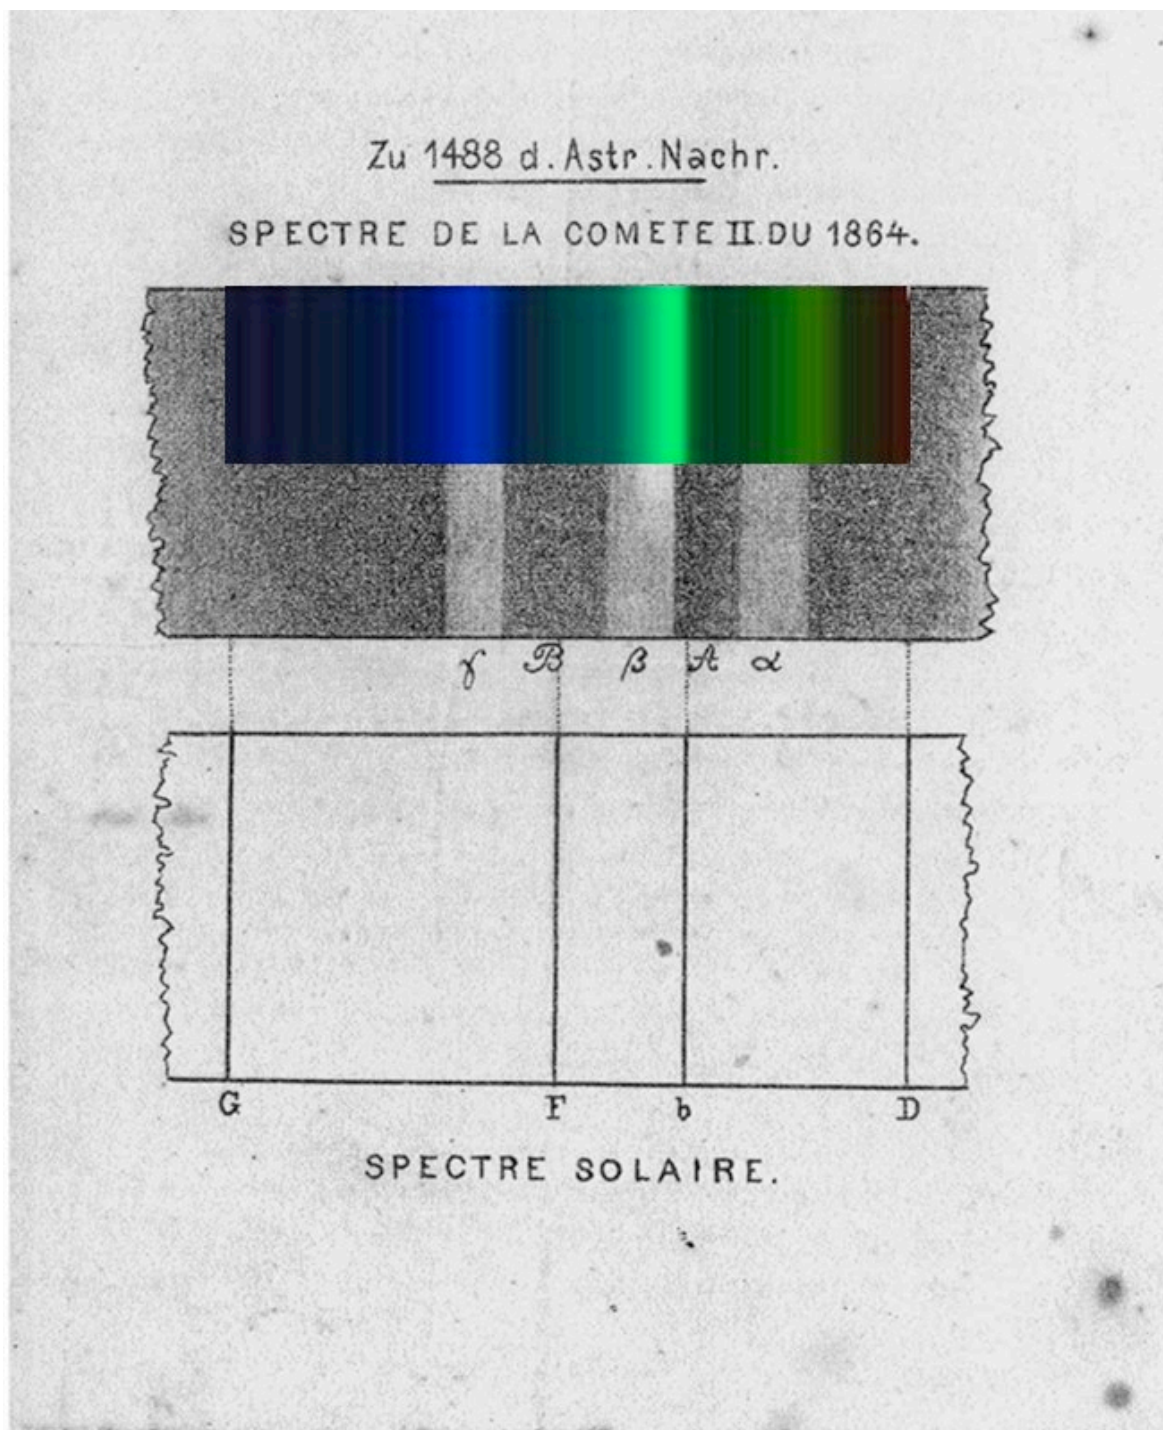 Zu 1488 d. Astr. Nachr.
SPECTRE DE LA COMETE II. DU 1864.
γ B β A α
G F b D
SPECTRE SOLAIRE.